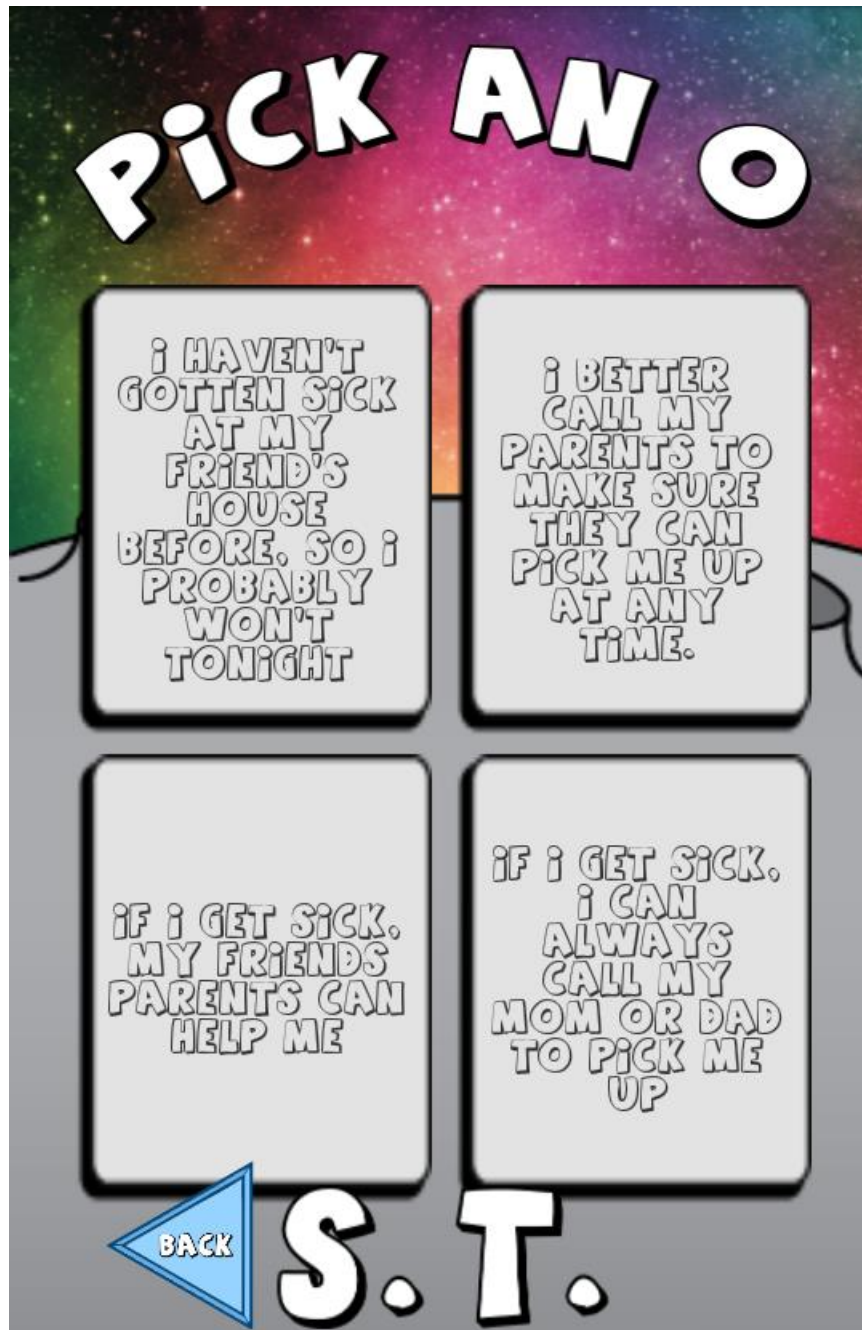 PiCK AN O
i HAVEN'T
GOTTEN SiCK
AT MY
FRiEND'S
HOUSE
BEFORE, SO i
PROBABLY
WON'T
TONiGHT
i BETTER
CALL MY
PARENTS TO
MAKE SURE
THEY CAN
PiCK ME UP
AT ANY
TiME.
iF i GET SiCK,
MY FRiENDS
PARENTS CAN
HELP ME
iF i GET SiCK,
i CAN
ALWAYS
CALL MY
MOM OR DAD
TO PiCK ME
UP
BACK
S. T.